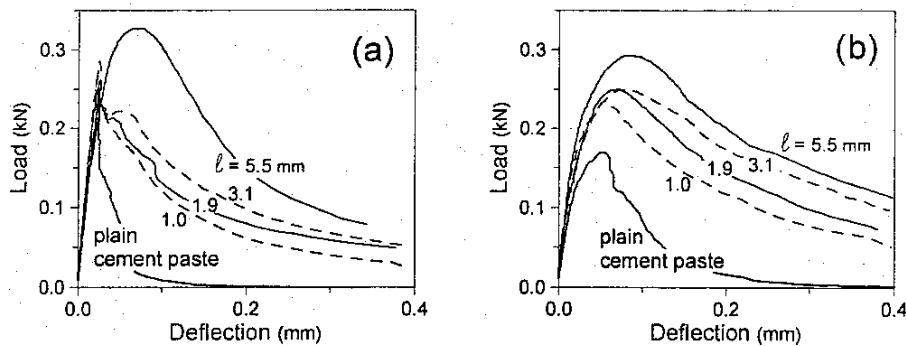 (a)
Load (kN)
0.3
0.2
0.1
0.0
ℓ = 5.5 mm
3.1
1.9
1.0
plain
cement paste
0.0
0.2
0.4
Deflection (mm)
(b)
Load (kN)
0.3
0.2
0.1
0.0
ℓ = 5.5 mm
3.1
1.9
1.0
plain
cement paste
0.0
0.2
0.4
Deflection (mm)